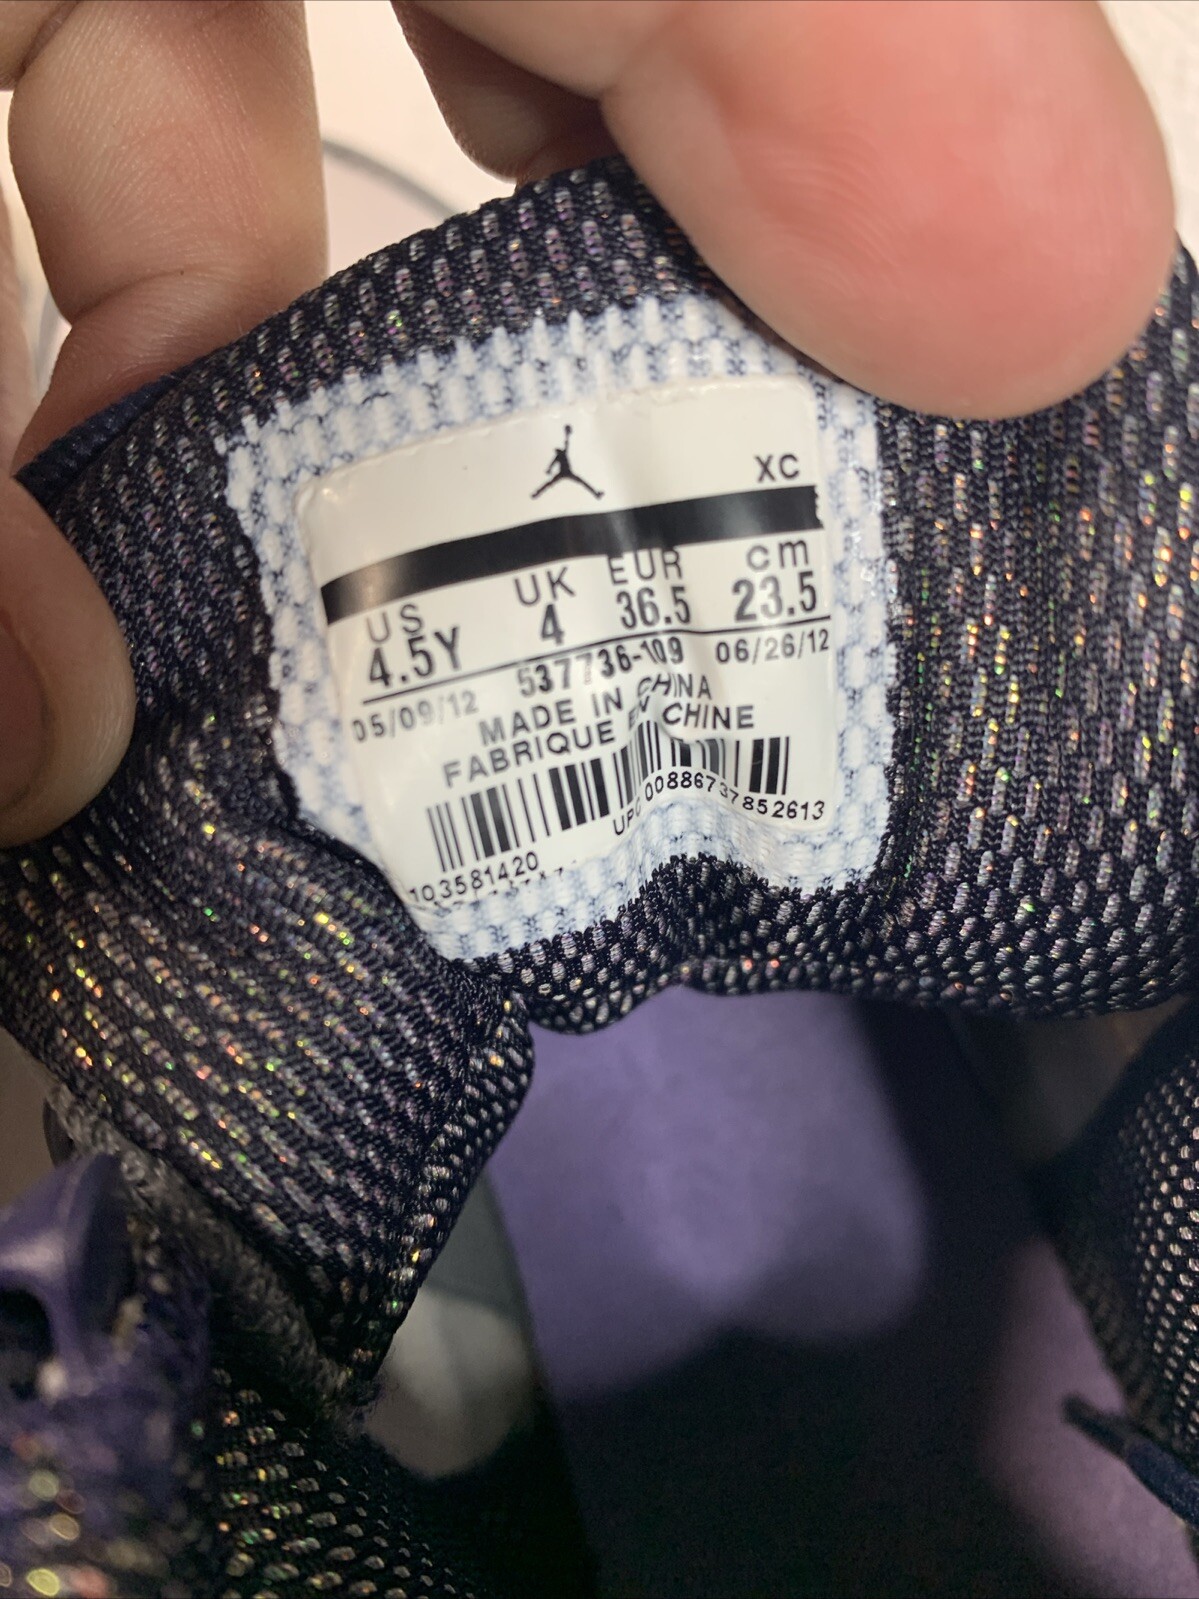 XC
US UK EUR cm
4.5Y 4 36.5 23.5
05/09/12 537736-109 06/26/12
MADE IN CHINA
FABRIQUE EN CHINE
UPC 00886737852613
103581420